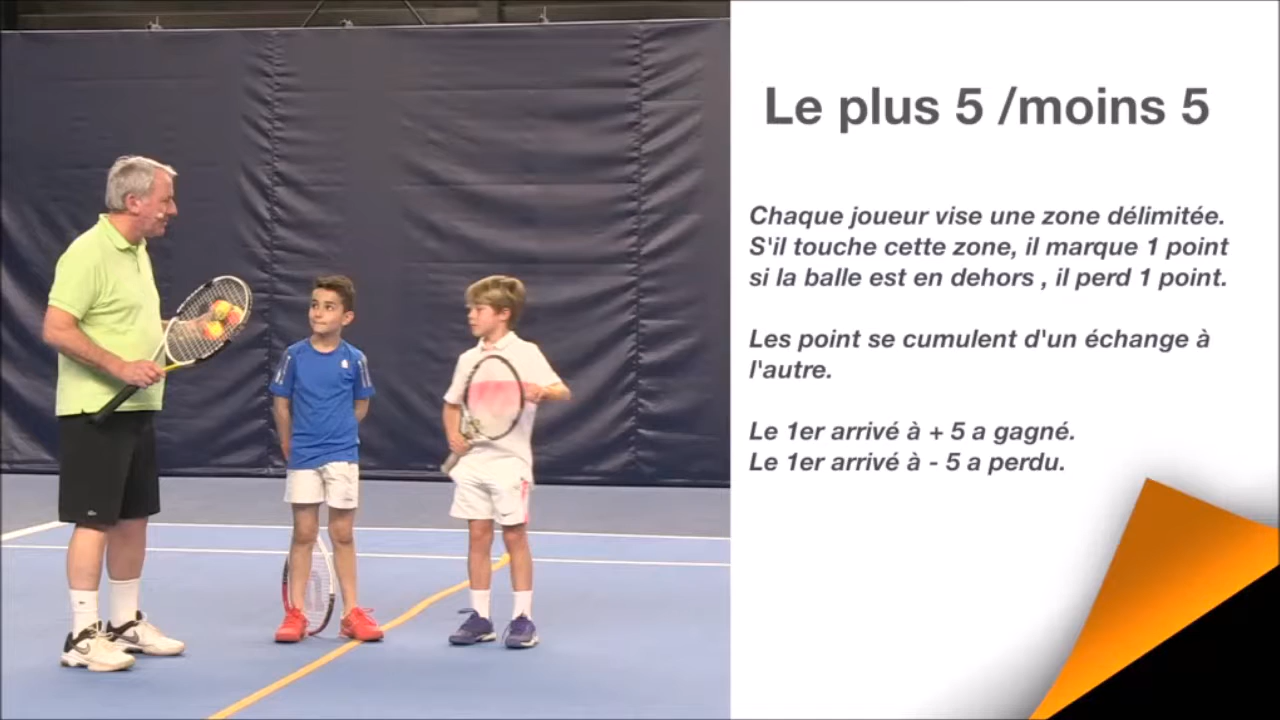 Le plus 5 /moins 5
Chaque joueur vise une zone délimitée.
S'il touche cette zone, il marque 1 point
si la balle est en dehors , il perd 1 point.
Les point se cumulent d'un échange à
l'autre.
Le 1er arrivé à + 5 a gagné.
Le 1er arrivé à - 5 a perdu.